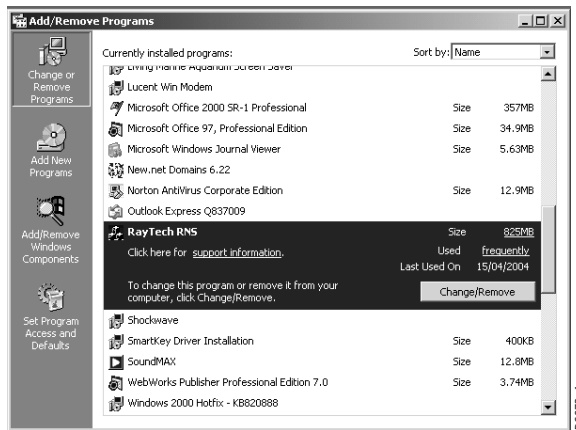 Add/Remove Programs
Change or
Remove
Programs
Add New
Programs
Add/Remove
Windows
Components
Set Program
Access and
Defaults
Currently installed programs: Sort by: Name
Living Marine Aquarium Screen Saver
Lucent Win Modem
Microsoft Office 2000 SR-1 Professional Size 357MB
Microsoft Office 97, Professional Edition Size 34.9MB
Microsoft Windows Journal Viewer Size 5.63MB
New.net Domains 6.22
Norton AntiVirus Corporate Edition Size 12.9MB
Outlook Express Q837009
RayTech RNS Size 825MB
Click here for support information. Used frequently
Last Used On 15/04/2004
To change this program or remove it from your
computer, click Change/Remove. Change/Remove
Shockwave
SmartKey Driver Installation Size 400KB
SoundMAX Size 12.8MB
WebWorks Publisher Professional Edition 7.0 Size 3.74MB
Windows 2000 Hotfix - KB820888